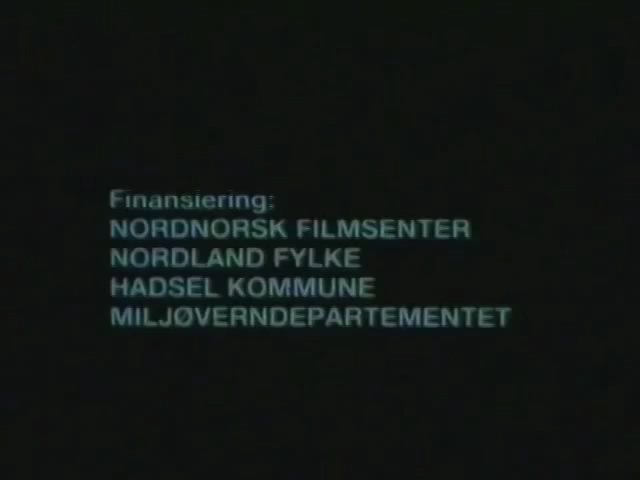 Finansiering:
NORDNORSK FILMSENTER
NORDLAND FYLKE
HADSEL KOMMUNE
MILJØVERNDEPARTEMENTET